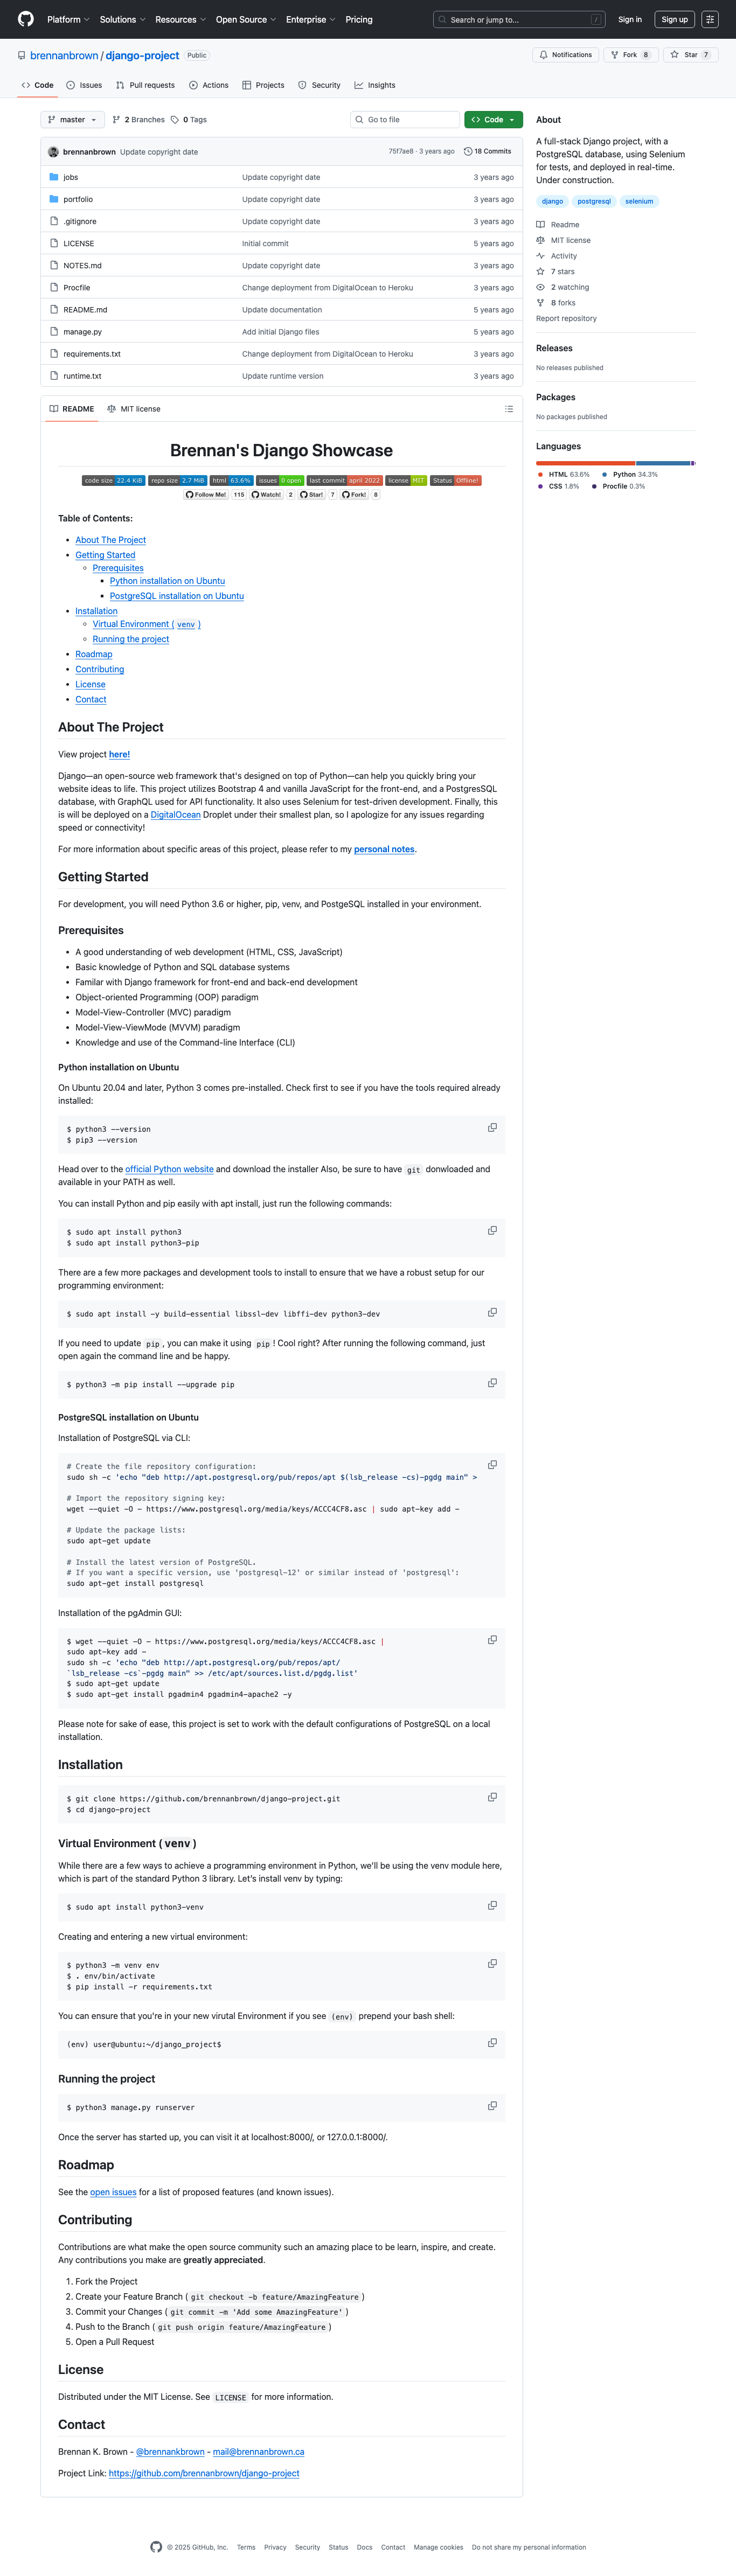 Platform Solutions Resources Open Source Enterprise Pricing Search or jump to... / Sign in Sign up
brennanbrown / django-project Public Notifications Fork 8 Star 7
Code Issues Pull requests Actions Projects Security Insights
master 2 Branches 0 Tags Go to file Code
brennanbrown Update copyright date 75f7ae8 · 3 years ago 18 Commits
jobs Update copyright date 3 years ago
portfolio Update copyright date 3 years ago
.gitignore Update copyright date 3 years ago
LICENSE Initial commit 5 years ago
NOTES.md Update copyright date 3 years ago
Procfile Change deployment from DigitalOcean to Heroku 3 years ago
README.md Update documentation 5 years ago
manage.py Add initial Django files 5 years ago
requirements.txt Change deployment from DigitalOcean to Heroku 3 years ago
runtime.txt Update runtime version 3 years ago
About
A full-stack Django project, with a
PostgreSQL database, using Selenium
for tests, and deployed in real-time.
Under construction.
django postgresql selenium
Readme
MIT license
Activity
7 stars
2 watching
8 forks
Report repository
Releases
No releases published
Packages
No packages published
Languages
HTML 63.6% Python 34.3%
CSS 1.8% Procfile 0.3%
README MIT license
Brennan's Django Showcase
code size 22.4 KiB repo size 2.7 MiB html 63.6% issues 0 open last commit april 2022 license MIT Status Offline!
Follow Me! 115 Watch! 2 Star! 7 Fork! 8
Table of Contents:
• About The Project
• Getting Started
◦ Prerequisites
▪ Python installation on Ubuntu
▪ PostgreSQL installation on Ubuntu
• Installation
◦ Virtual Environment ( venv )
◦ Running the project
• Roadmap
• Contributing
• License
• Contact
About The Project
View project here!
Django—an open-source web framework that's designed on top of Python—can help you quickly bring your
website ideas to life. This project utilizes Bootstrap 4 and vanilla JavaScript for the front-end, and a PostgresSQL
database, with GraphQL used for API functionality. It also uses Selenium for test-driven development. Finally, this
is will be deployed on a DigitalOcean Droplet under their smallest plan, so I apologize for any issues regarding
speed or connectivity!
For more information about specific areas of this project, please refer to my personal notes.
Getting Started
For development, you will need Python 3.6 or higher, pip, venv, and PostgeSQL installed in your environment.
Prerequisites
• A good understanding of web development (HTML, CSS, JavaScript)
• Basic knowledge of Python and SQL database systems
• Familar with Django framework for front-end and back-end development
• Object-oriented Programming (OOP) paradigm
• Model-View-Controller (MVC) paradigm
• Model-View-ViewMode (MVVM) paradigm
• Knowledge and use of the Command-line Interface (CLI)
Python installation on Ubuntu
On Ubuntu 20.04 and later, Python 3 comes pre-installed. Check first to see if you have the tools required already
installed:
$ python3 --version
$ pip3 --version
Head over to the official Python website and download the installer Also, be sure to have git donwloaded and
available in your PATH as well.
You can install Python and pip easily with apt install, just run the following commands:
$ sudo apt install python3
$ sudo apt install python3-pip
There are a few more packages and development tools to install to ensure that we have a robust setup for our
programming environment:
$ sudo apt install -y build-essential libssl-dev libffi-dev python3-dev
If you need to update pip , you can make it using pip ! Cool right? After running the following command, just
open again the command line and be happy.
$ python3 -m pip install --upgrade pip
PostgreSQL installation on Ubuntu
Installation of PostgreSQL via CLI:
# Create the file repository configuration:
sudo sh -c 'echo "deb http://apt.postgresql.org/pub/repos/apt $(lsb_release -cs)-pgdg main" >
# Import the repository signing key:
wget --quiet -O - https://www.postgresql.org/media/keys/ACCC4CF8.asc | sudo apt-key add -
# Update the package lists:
sudo apt-get update
# Install the latest version of PostgreSQL.
# If you want a specific version, use 'postgresql-12' or similar instead of 'postgresql':
sudo apt-get install postgresql
Installation of the pgAdmin GUI:
$ wget --quiet -O - https://www.postgresql.org/media/keys/ACCC4CF8.asc |
sudo apt-key add -
sudo sh -c 'echo "deb http://apt.postgresql.org/pub/repos/apt/
`lsb_release -cs`-pgdg main" >> /etc/apt/sources.list.d/pgdg.list'
$ sudo apt-get update
$ sudo apt-get install pgadmin4 pgadmin4-apache2 -y
Please note for sake of ease, this project is set to work with the default configurations of PostgreSQL on a local
installation.
Installation
$ git clone https://github.com/brennanbrown/django-project.git
$ cd django-project
Virtual Environment ( venv )
While there are a few ways to achieve a programming environment in Python, we'll be using the venv module here,
which is part of the standard Python 3 library. Let's install venv by typing:
$ sudo apt install python3-venv
Creating and entering a new virtual environment:
$ python3 -m venv env
$ . env/bin/activate
$ pip install -r requirements.txt
You can ensure that you're in your new virutal Environment if you see (env) prepend your bash shell:
(env) user@ubuntu:~/django_project$
Running the project
$ python3 manage.py runserver
Once the server has started up, you can visit it at localhost:8000/, or 127.0.0.1:8000/.
Roadmap
See the open issues for a list of proposed features (and known issues).
Contributing
Contributions are what make the open source community such an amazing place to be learn, inspire, and create.
Any contributions you make are greatly appreciated.
1. Fork the Project
2. Create your Feature Branch ( git checkout -b feature/AmazingFeature )
3. Commit your Changes ( git commit -m 'Add some AmazingFeature' )
4. Push to the Branch ( git push origin feature/AmazingFeature )
5. Open a Pull Request
License
Distributed under the MIT License. See LICENSE for more information.
Contact
Brennan K. Brown - @brennankbrown - mail@brennanbrown.ca
Project Link: https://github.com/brennanbrown/django-project
© 2025 GitHub, Inc. Terms Privacy Security Status Docs Contact Manage cookies Do not share my personal information